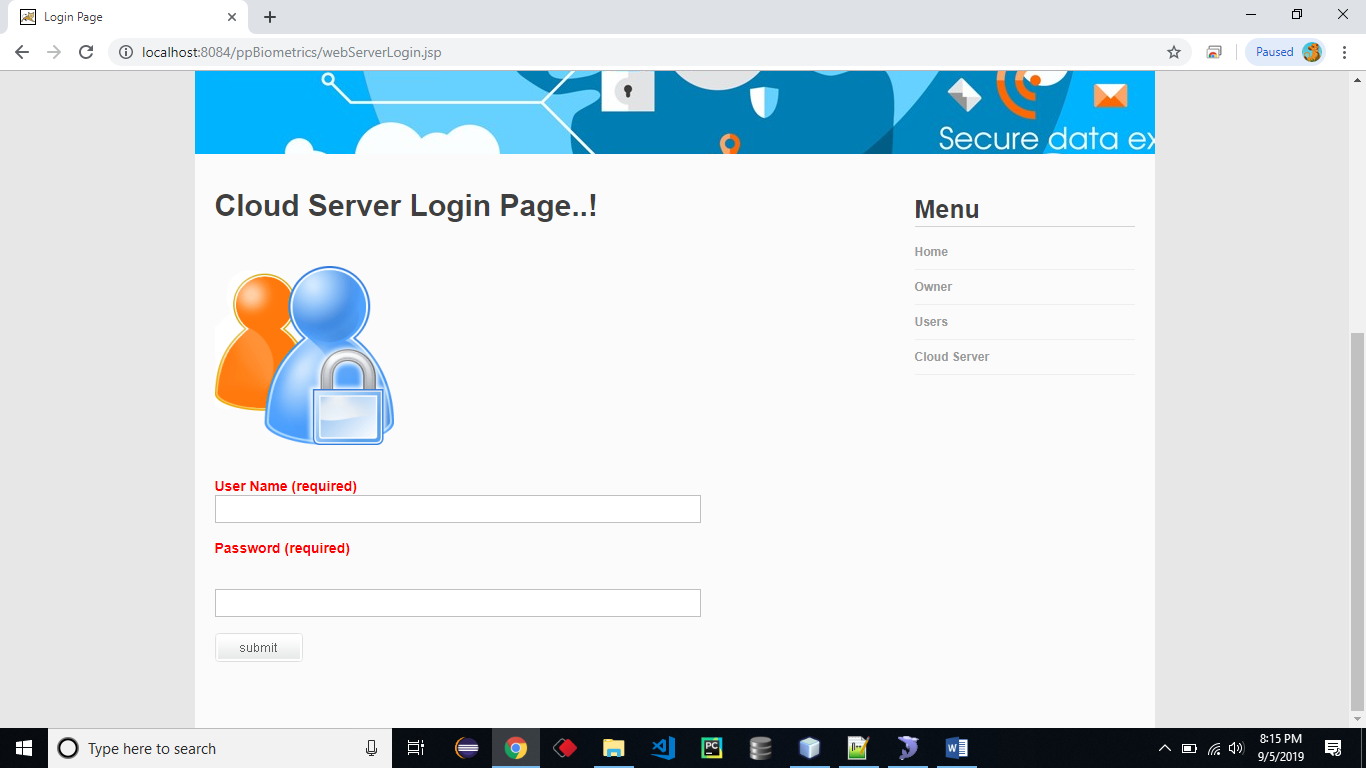 Login Page
localhost:8084/ppBiometrics/webServerLogin.jsp
Paused
Secure data ex
Cloud Server Login Page..!
Menu
Home
Owner
Users
Cloud Server
User Name (required)
Password (required)
submit
Type here to search
PC
8:15 PM
9/5/2019